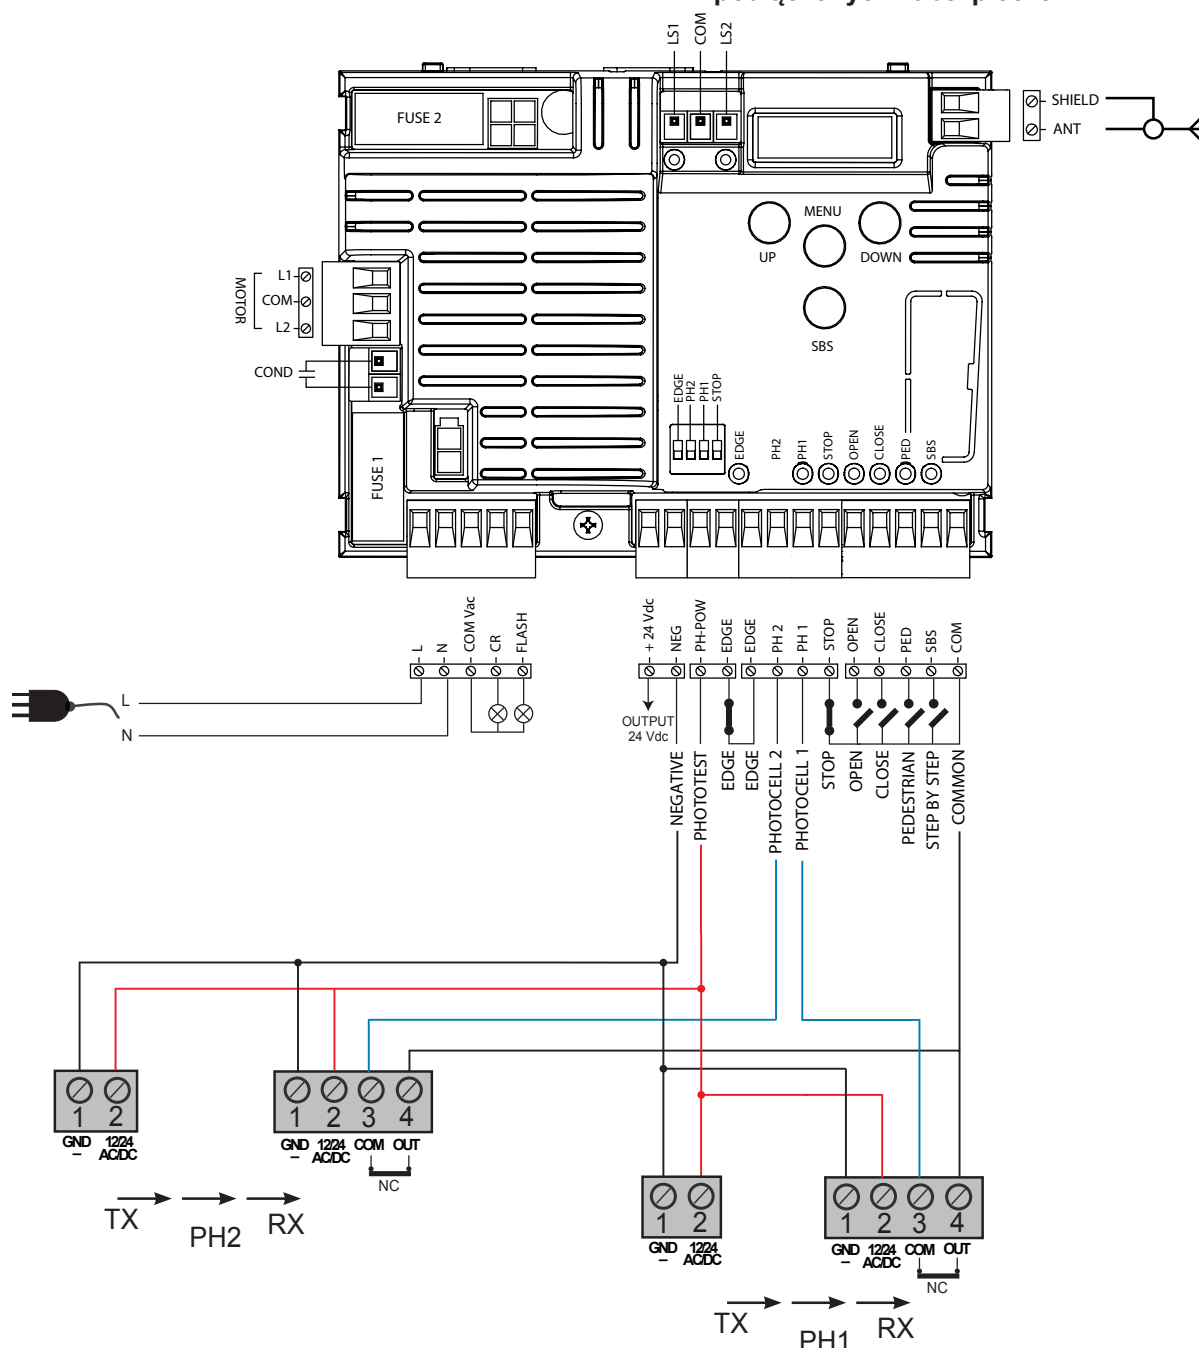 LS1
COM
LS2
FUSE 2
SHIELD
ANT
MENU
UP
DOWN
SBS
MOTOR
L1
COM
L2
COND
FUSE 1
EDGE
PH2
PH1
STOP
EDGE
PH2
PH1
STOP
OPEN
CLOSE
PED
SBS
L
N
COM Vac
CR
FLASH
+ 24 Vdc
NEG
PH-POW
EDGE
EDGE
PH 2
PH 1
STOP
OPEN
CLOSE
PED
SBS
COM
L
N
OUTPUT
24 Vdc
NEGATIVE
PHOTOTEST
EDGE
EDGE
PHOTOCELL 2
PHOTOCELL 1
STOP
OPEN
CLOSE
PEDESTRIAN
STEP BY STEP
COMMON
1 2
GND 12/24
– AC/DC
1 2 3 4
GND 12/24 COM OUT
– AC/DC
NC
TX PH2 RX
1 2
GND 12/24
– AC/DC
1 2 3 4
GND 12/24 COM OUT
– AC/DC
NC
TX PH1 RX